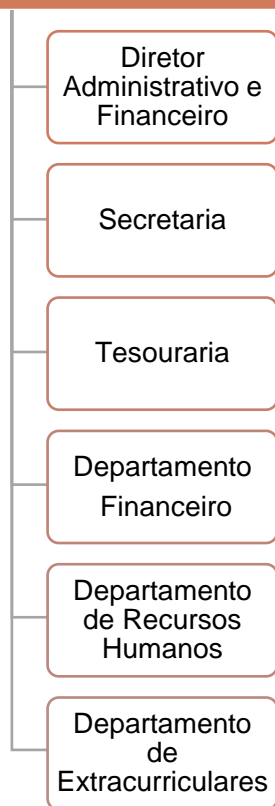 Diretor
Administrativo e
Financeiro
Secretaria
Tesouraria
Departamento
Financeiro
Departamento
de Recursos
Humanos
Departamento
de
Extracurriculares